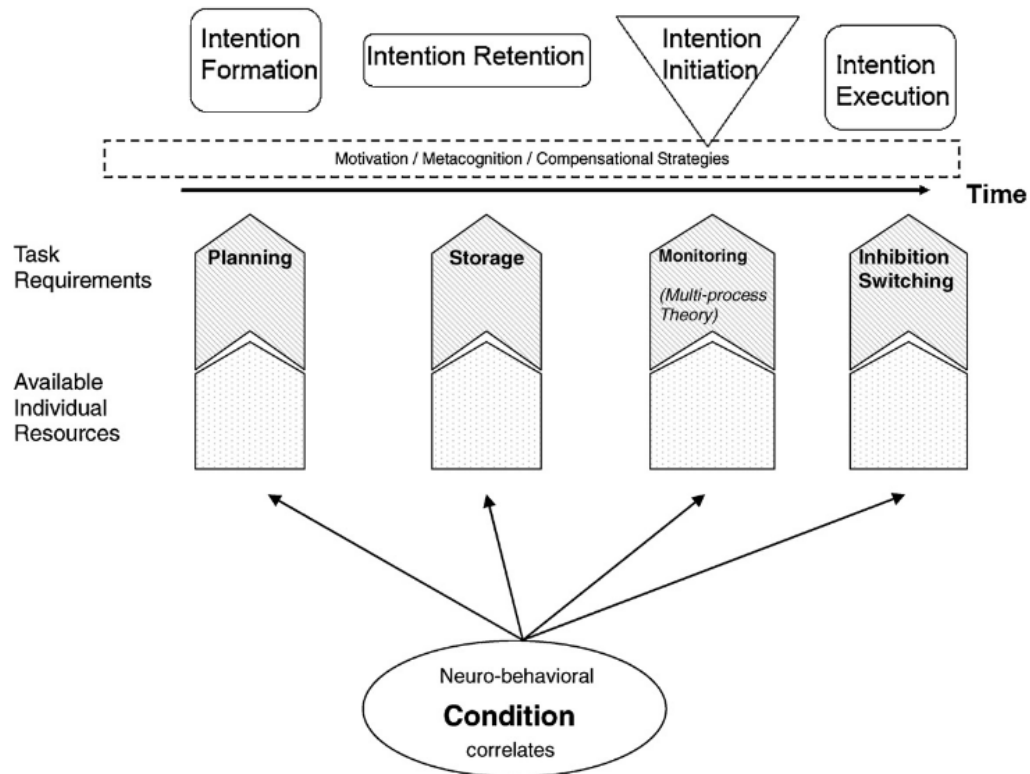 Intention
Formation
Intention Retention
Intention
Initiation
Intention
Execution
Motivation / Metacognition / Compensational Strategies
Time
Task
Requirements
Planning
Storage
Monitoring
(Multi-process
Theory)
Inhibition
Switching
Available
Individual
Resources
Neuro-behavioral
Condition
correlates